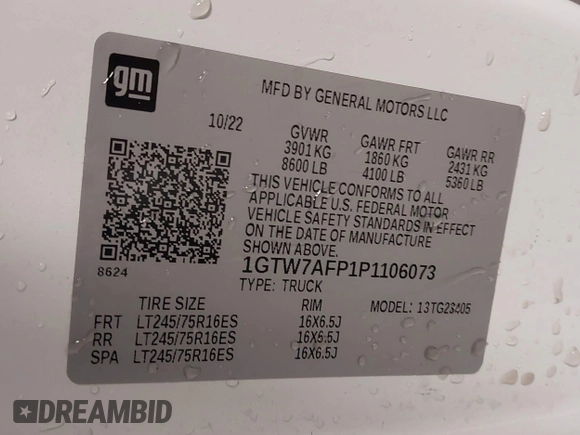 gm
MFD BY GENERAL MOTORS LLC
10/22
GVWR GAWR FRT GAWR RR
3901 KG 1860 KG 2431 KG
8600 LB 4100 LB 5360 LB
THIS VEHICLE CONFORMS TO ALL
APPLICABLE U.S. FEDERAL MOTOR
VEHICLE SAFETY STANDARDS IN EFFECT
ON THE DATE OF MANUFACTURE
SHOWN ABOVE.
8624
1GTW7AFP1P1106073
TYPE: TRUCK
TIRE SIZE RIM MODEL: 13TG23405
FRT LT245/75R16ES 16X6.5J
RR LT245/75R16ES 16X6.5J
SPA LT245/75R16ES 16X6.5J
DREAMBID